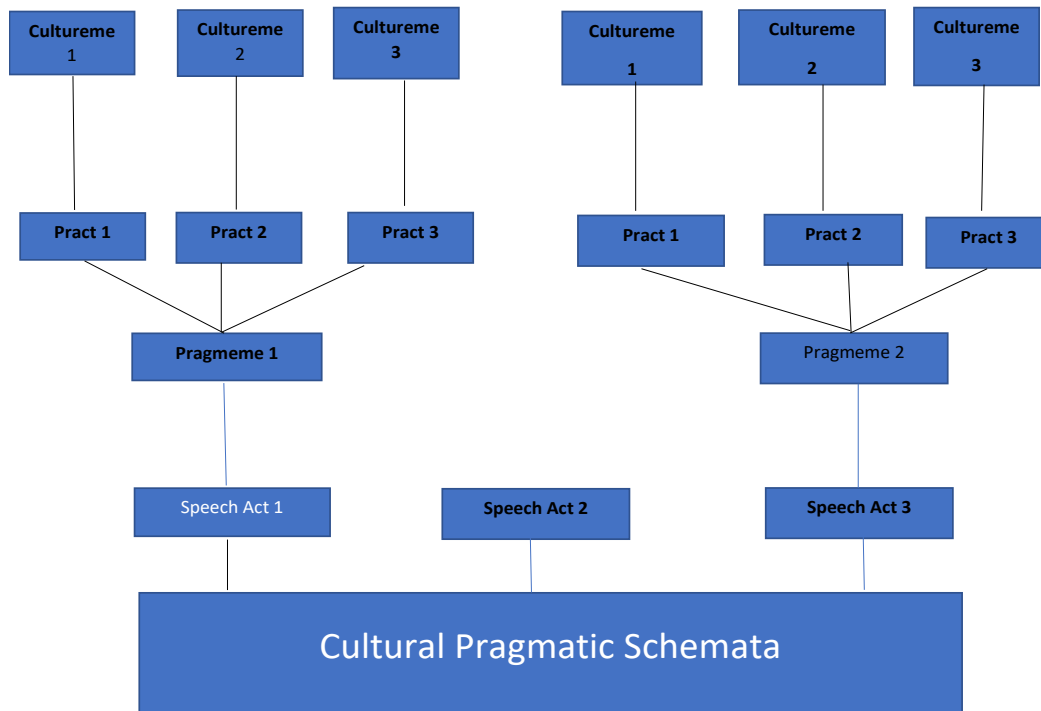 Cultureme
1
Cultureme
2
Cultureme
3
Cultureme
1
Cultureme
2
Cultureme
3
Pract 1
Pract 2
Pract 3
Pract 1
Pract 2
Pract 3
Pragmeme 1
Pragmeme 2
Speech Act 1
Speech Act 2
Speech Act 3
Cultural Pragmatic Schemata